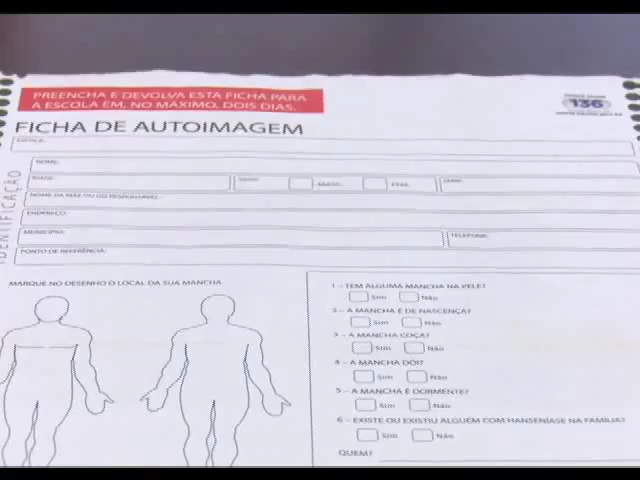 PREENCHA E DEVOLVA ESTA FICHA PARA
A ESCOLA EM, NO MÁXIMO, DOIS DIAS.
136
FICHA DE AUTOIMAGEM
ESCOLA:
IDENTIFICAÇÃO
NOME:
IDADE: SEXO: MASC. FEM. SÉRIE:
NOME DA MÃE OU DO RESPONSÁVEL:
ENDEREÇO:
MUNICÍPIO: TELEFONE:
PONTO DE REFERÊNCIA:
MARQUE NO DESENHO O LOCAL DA SUA MANCHA
1 – TEM ALGUMA MANCHA NA PELE?
Sim Não
2 – A MANCHA É DE NASCENÇA?
Sim Não
3 – A MANCHA COÇA?
Sim Não
4 – A MANCHA DÓI?
Sim Não
5 – A MANCHA É DORMENTE?
Sim Não
6 – EXISTE OU EXISTIU ALGUÉM COM HANSENÍASE NA FAMÍLIA?
Sim Não
QUEM?